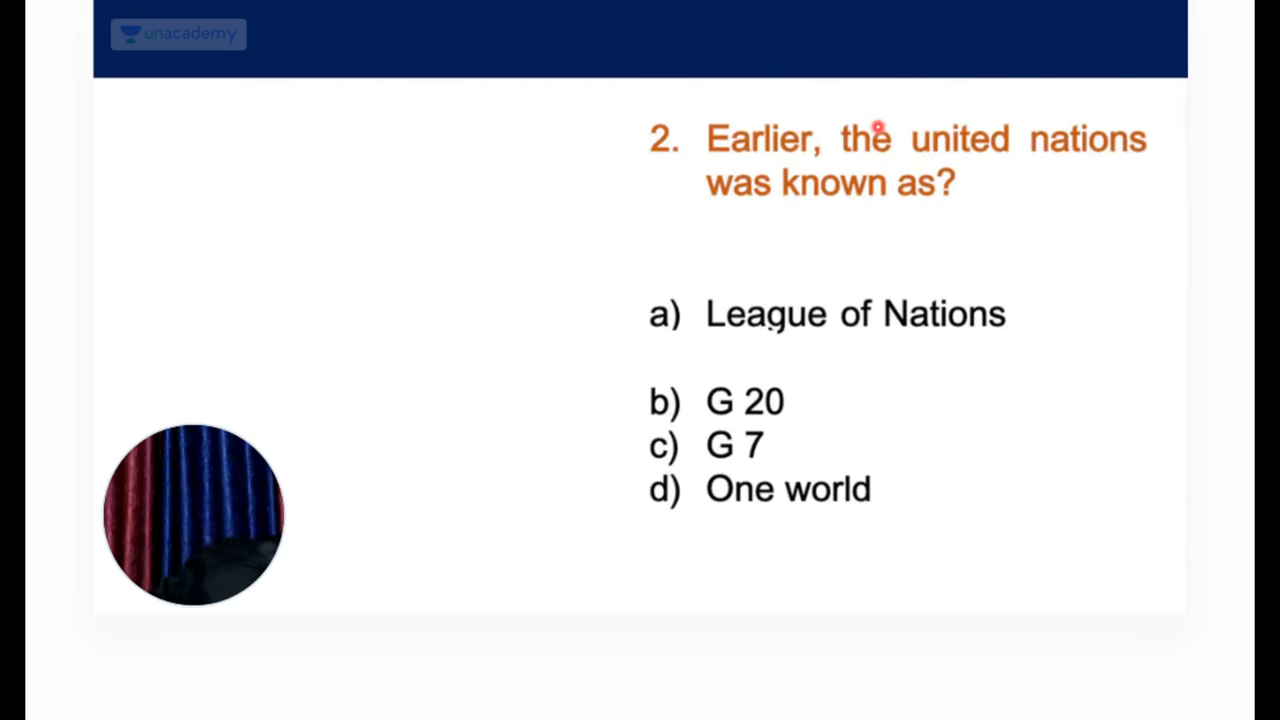 unacademy
2. Earlier, the united nations
was known as?
a) League of Nations
b) G 20
c) G 7
d) One world